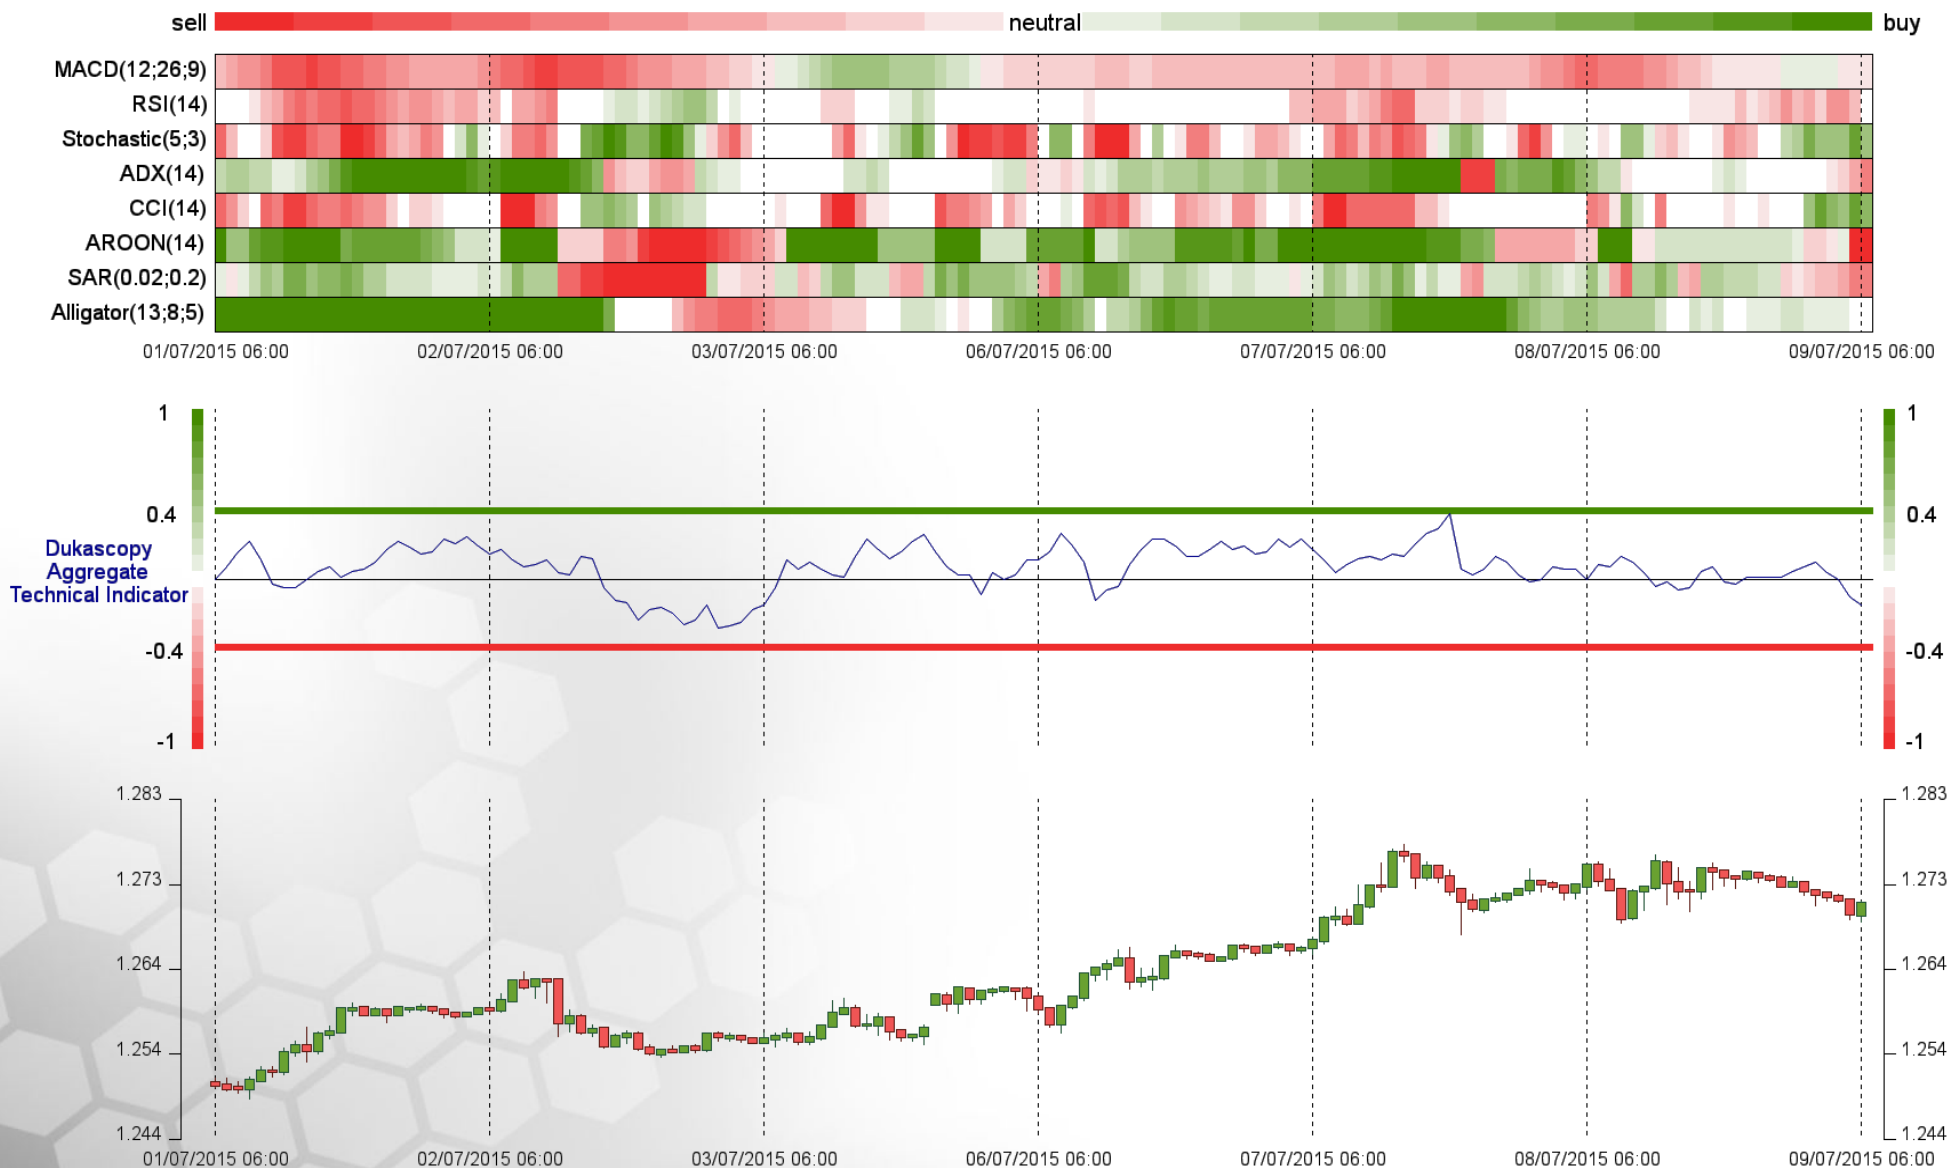 sell neutral buy
MACD(12;26;9)
RSI(14)
Stochastic(5;3)
ADX(14)
CCI(14)
AROON(14)
SAR(0.02;0.2)
Alligator(13;8;5)
01/07/2015 06:00 02/07/2015 06:00 03/07/2015 06:00 06/07/2015 06:00 07/07/2015 06:00 08/07/2015 06:00 09/07/2015 06:00
1 1
0.4 0.4
Dukascopy
Aggregate
Technical Indicator
-0.4 -0.4
-1 -1
1.283 1.283
1.273 1.273
1.264 1.264
1.254 1.254
1.244 1.244
01/07/2015 06:00 02/07/2015 06:00 03/07/2015 06:00 06/07/2015 06:00 07/07/2015 06:00 08/07/2015 06:00 09/07/2015 06:00